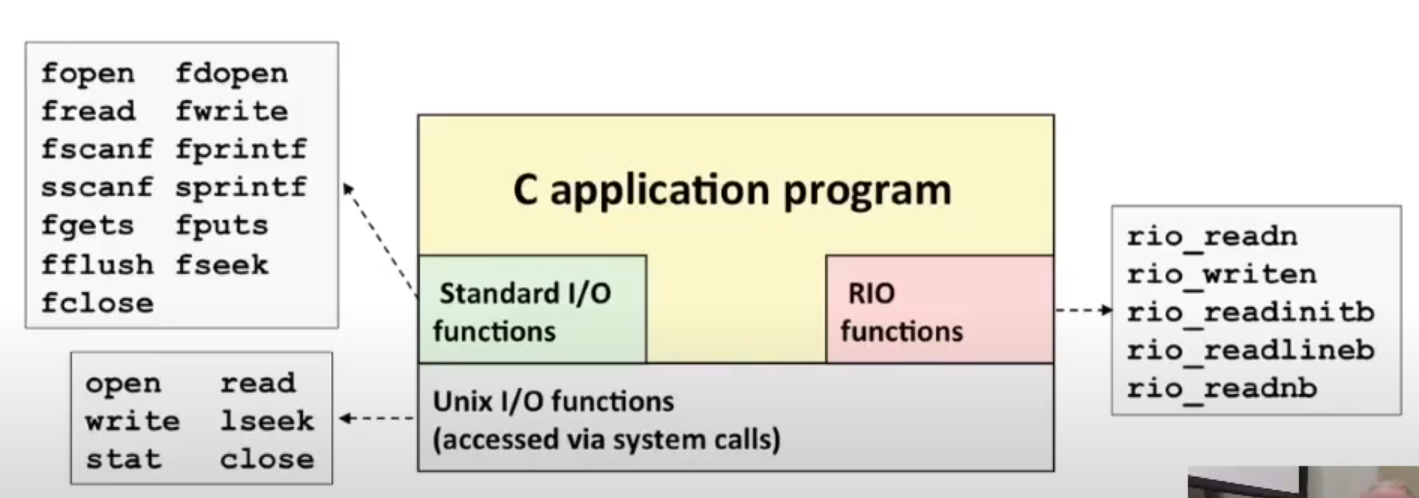 fopen fdopen
fread fwrite
fscanf fprintf
sscanf sprintf
fgets fputs
fflush fseek
fclose
open read
write lseek
stat close
C application program
Standard I/O
functions
RIO
functions
Unix I/O functions
(accessed via system calls)
rio_readn
rio_writen
rio_readinitb
rio_readlineb
rio_readnb